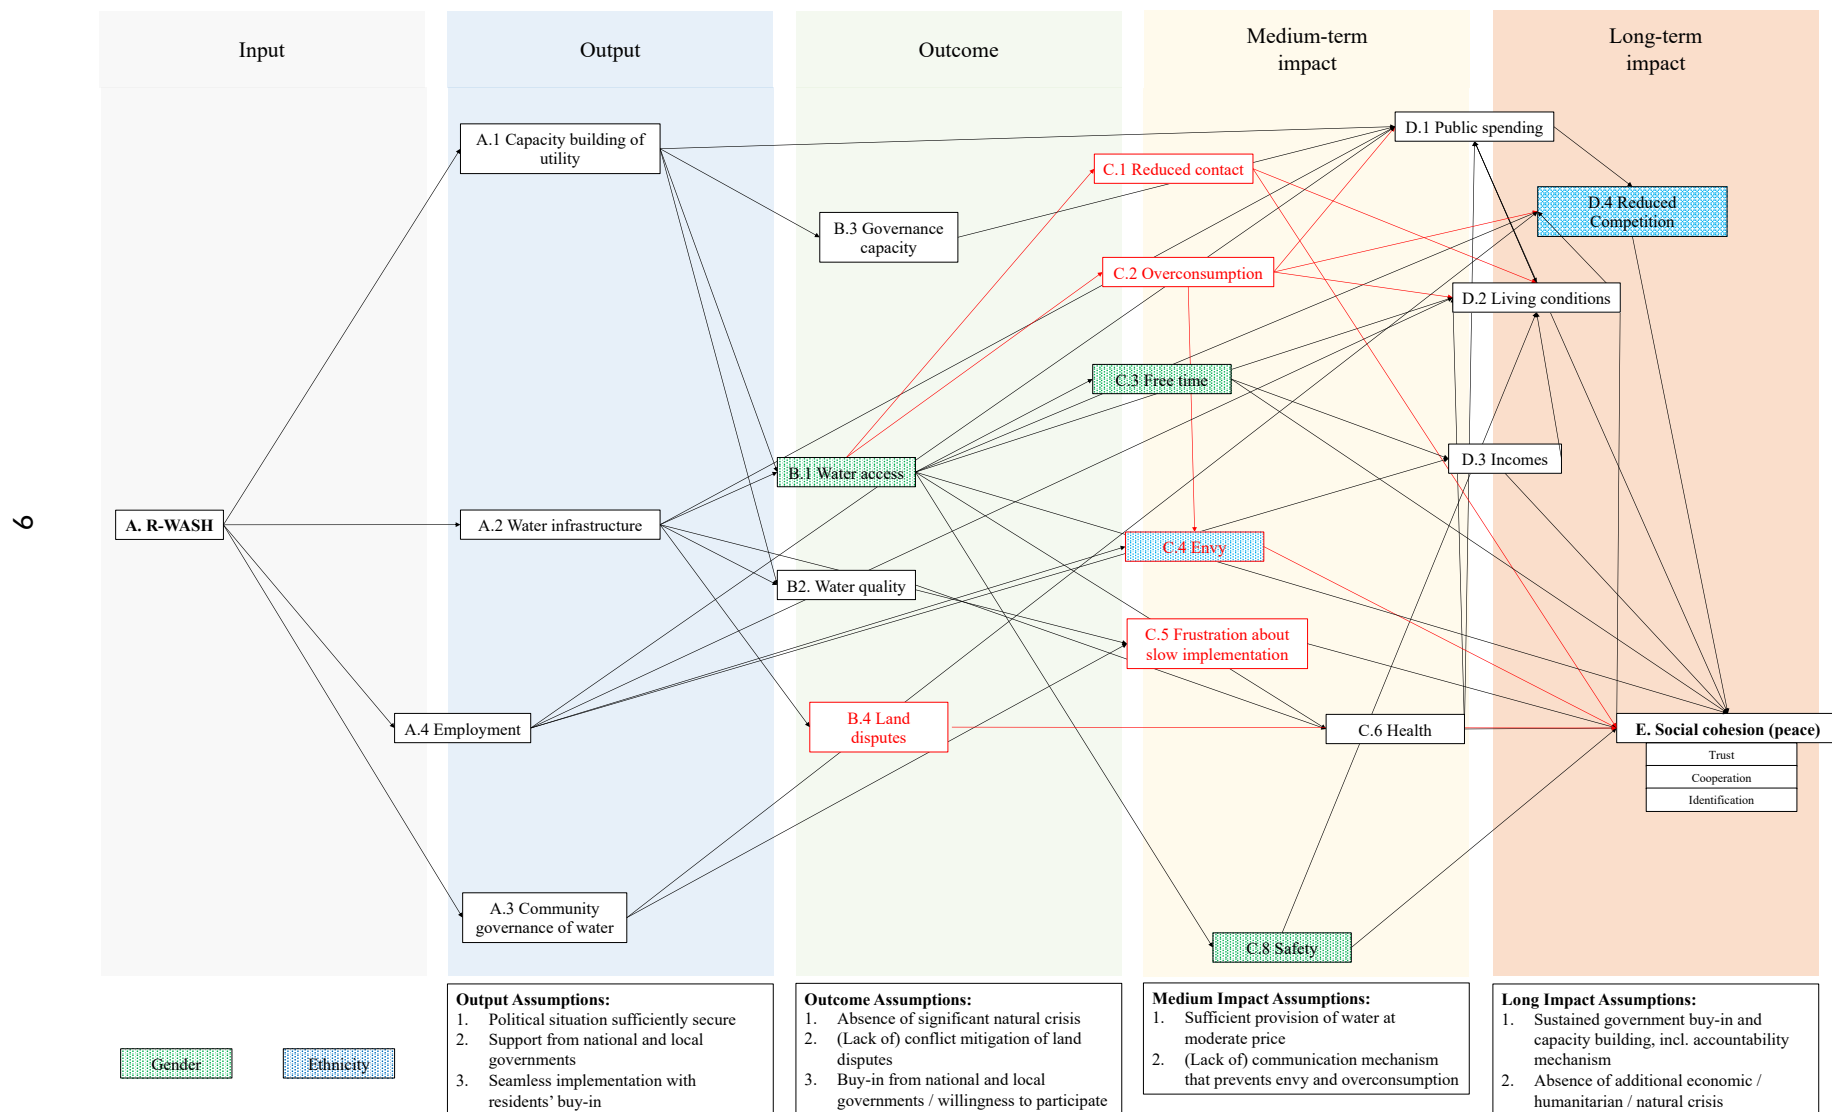 Input
Output
Outcome
Medium-term
impact
Long-term
impact
A.1 Capacity building of
utility
D.1 Public spending
C.1 Reduced contact
D.4 Reduced
Competition
B.3 Governance
capacity
C.2 Overconsumption
D.2 Living conditions
C.3 Free time
D.3 Incomes
B.1 Water access
A. R-WASH
A.2 Water infrastructure
C.4 Envy
B2. Water quality
C.5 Frustration about
slow implementation
A.4 Employment
B.4 Land
disputes
C.6 Health
E. Social cohesion (peace)
Trust
Cooperation
Identification
A.3 Community
governance of water
C.8 Safety
6
Gender
Ethnicity
Output Assumptions:
1. Political situation sufficiently secure
2. Support from national and local
governments
3. Seamless implementation with
residents' buy-in
Outcome Assumptions:
1. Absence of significant natural crisis
2. (Lack of) conflict mitigation of land
disputes
3. Buy-in from national and local
governments / willingness to participate
Medium Impact Assumptions:
1. Sufficient provision of water at
moderate price
2. (Lack of) communication mechanism
that prevents envy and overconsumption
Long Impact Assumptions:
1. Sustained government buy-in and
capacity building, incl. accountability
mechanism
2. Absence of additional economic /
humanitarian / natural crisis